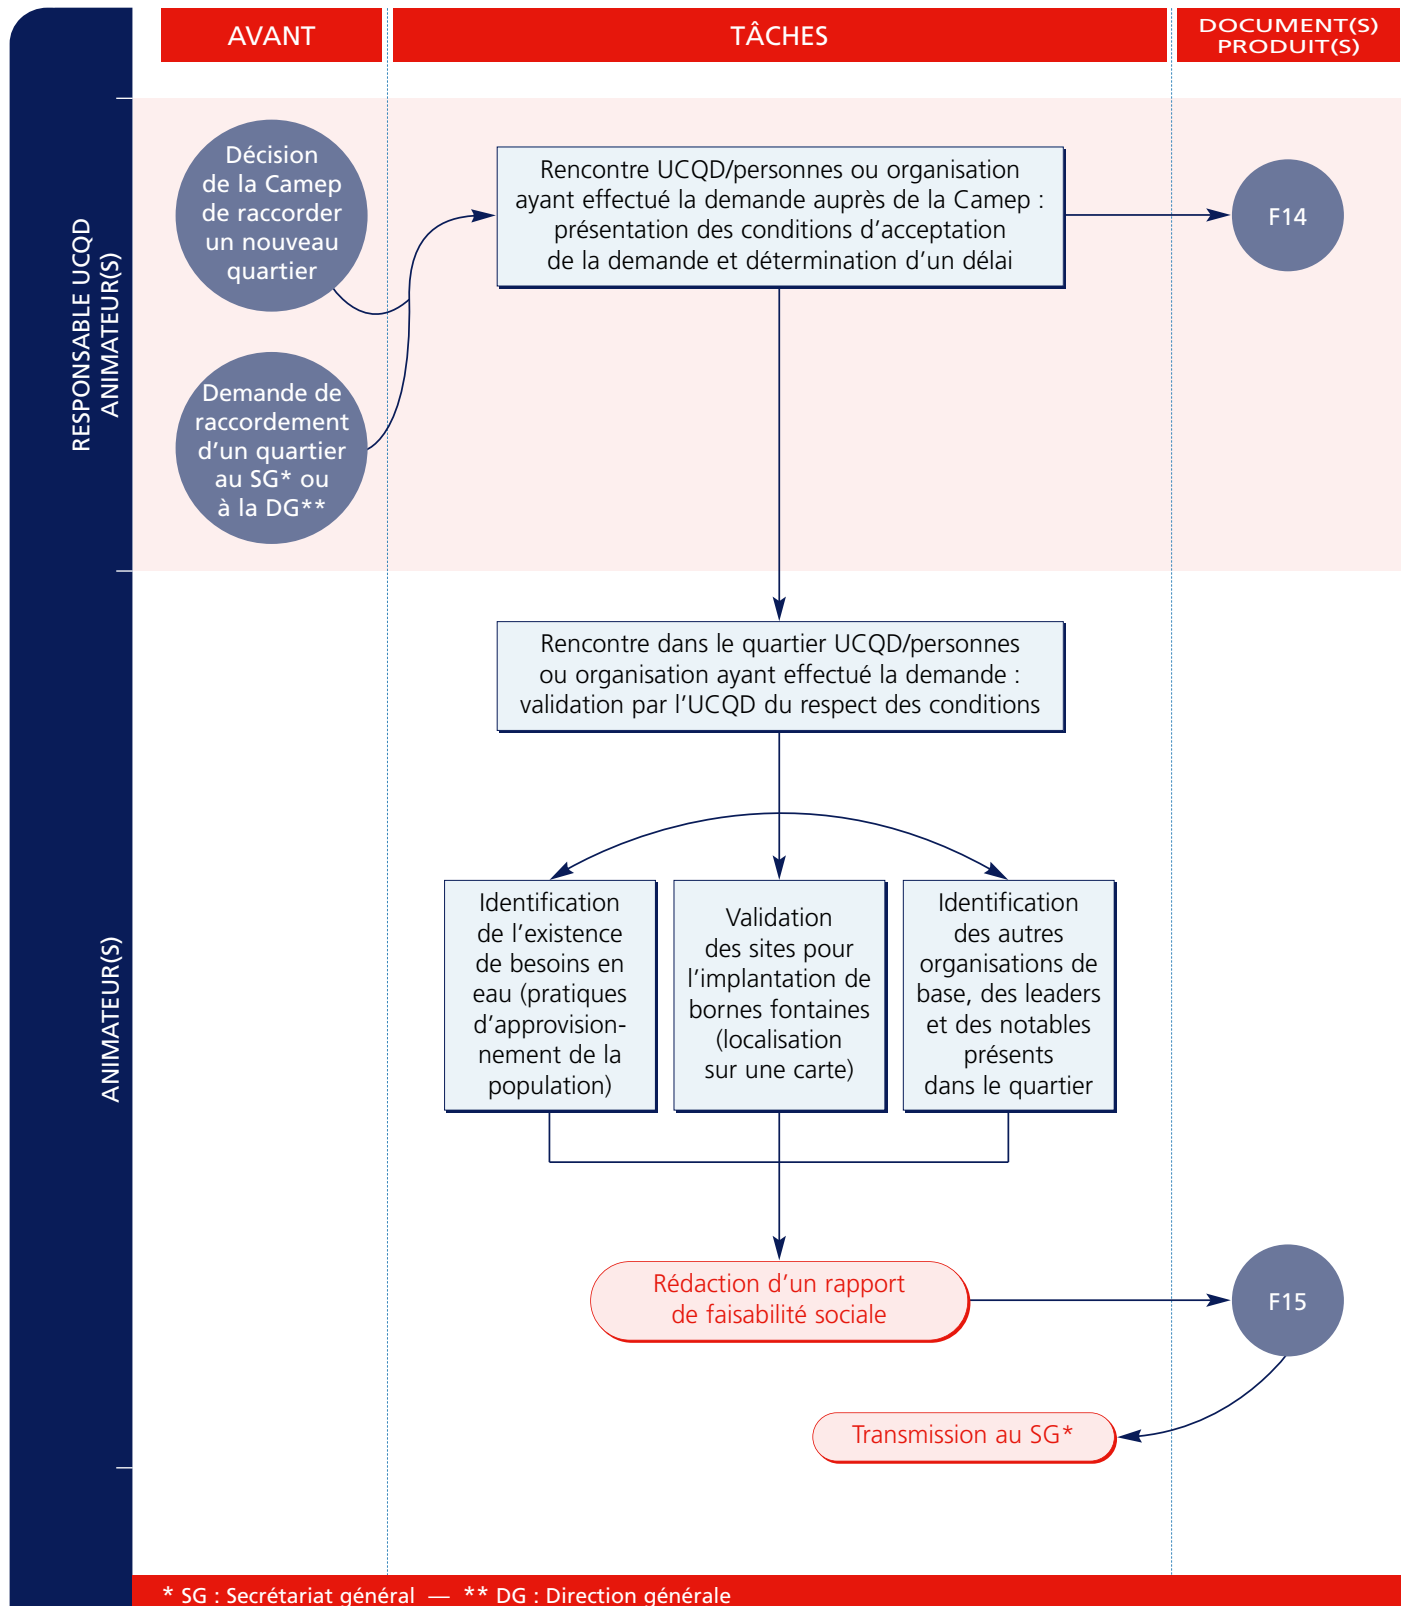 AVANT
TÂCHES
DOCUMENT(S)
PRODUIT(S)
RESPONSABLE UCQD
ANIMATEUR(S)
Décision
de la Camep
de raccorder
un nouveau
quartier
Rencontre UCQD/personnes ou organisation
ayant effectué la demande auprès de la Camep :
présentation des conditions d’acceptation
de la demande et détermination d’un délai
F14
Demande de
raccordement
d’un quartier
au SG* ou
à la DG**
ANIMATEUR(S)
Rencontre dans le quartier UCQD/personnes
ou organisation ayant effectué la demande :
validation par l’UCQD du respect des conditions
Identification
de l’existence
de besoins en
eau (pratiques
d’approvision-
nement de la
population)
Validation
des sites pour
l’implantation de
bornes fontaines
(localisation
sur une carte)
Identification
des autres
organisations de
base, des leaders
et des notables
présents
dans le quartier
Rédaction d’un rapport
de faisabilité sociale
F15
Transmission au SG*
* SG : Secrétariat général — ** DG : Direction générale